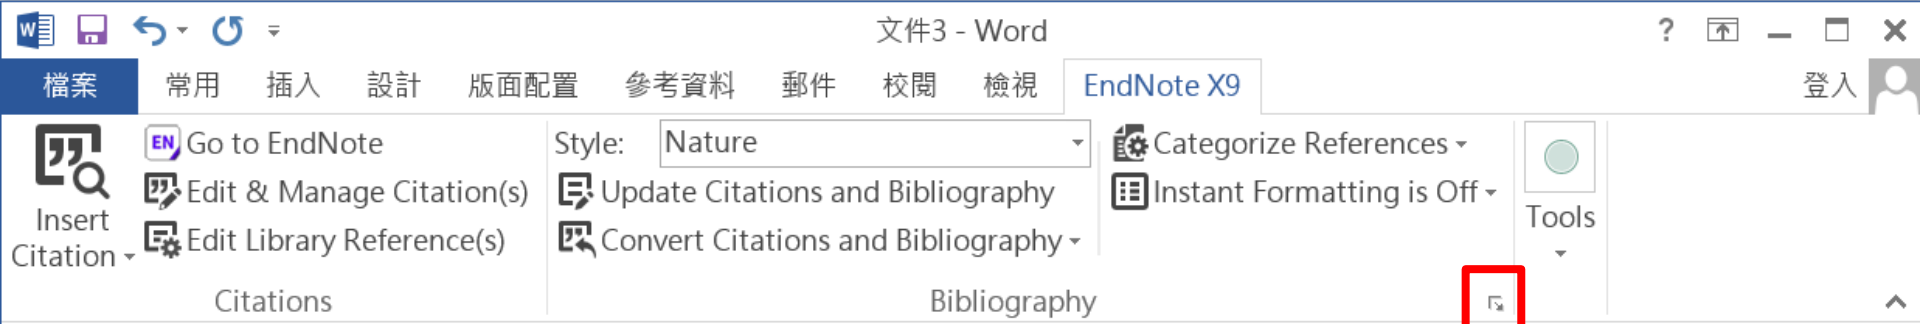 文件3 - Word
檔案 常用 插入 設計 版面配置 參考資料 郵件 校閱 檢視 EndNote X9 登入
Insert Citation
Go to EndNote
Edit & Manage Citation(s)
Edit Library Reference(s)
Citations
Style: Nature
Update Citations and Bibliography
Convert Citations and Bibliography
Categorize References
Instant Formatting is Off
Bibliography
Tools